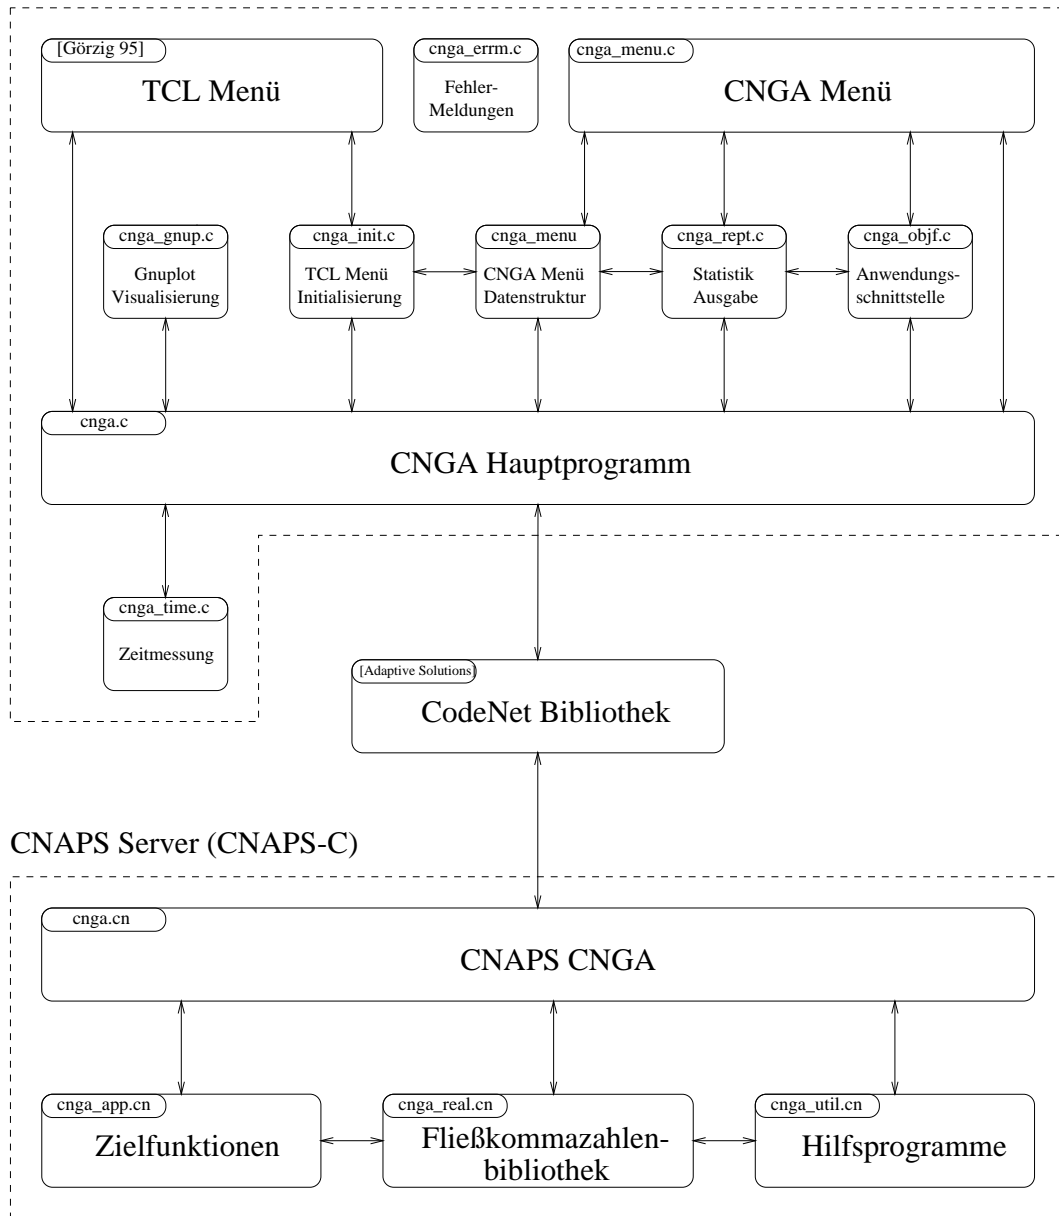 [Görzig 95]
TCL Menü
cnga_errm.c
Fehler-
Meldungen
cnga_menu.c
CNGA Menü
cnga_gnup.c
Gnuplot
Visualisierung
cnga_init.c
TCL Menü
Initialisierung
cnga_menu
CNGA Menü
Datenstruktur
cnga_rept.c
Statistik
Ausgabe
cnga_objf.c
Anwendungs-
schnittstelle
cnga.c
CNGA Hauptprogramm
cnga_time.c
Zeitmessung
[Adaptive Solutions]
CodeNet Bibliothek
CNAPS Server (CNAPS-C)
cnga.cn
CNAPS CNGA
cnga_app.cn
Zielfunktionen
cnga_real.cn
Fließkommazahlen-
bibliothek
cnga_util.cn
Hilfsprogramme